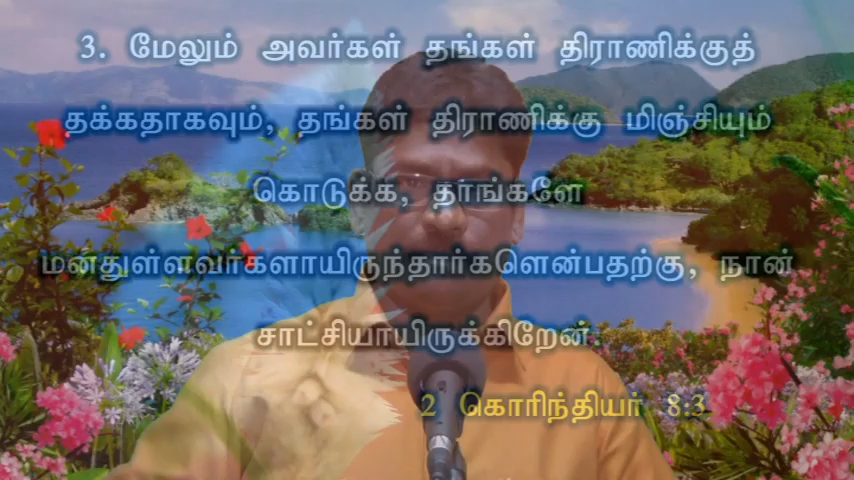 3. மேலும் அவர்கள் தங்கள் திராணிக்குத்
தக்கதாகவும், தங்கள் திராணிக்கு மிஞ்சியும்
கொடுக்க, தாங்களே
மனதுள்ளவர்களாயிருந்தார்களென்பதற்கு, நான்
சாட்சியாயிருக்கிறேன்.
2 கொரிந்தியர் 8:3